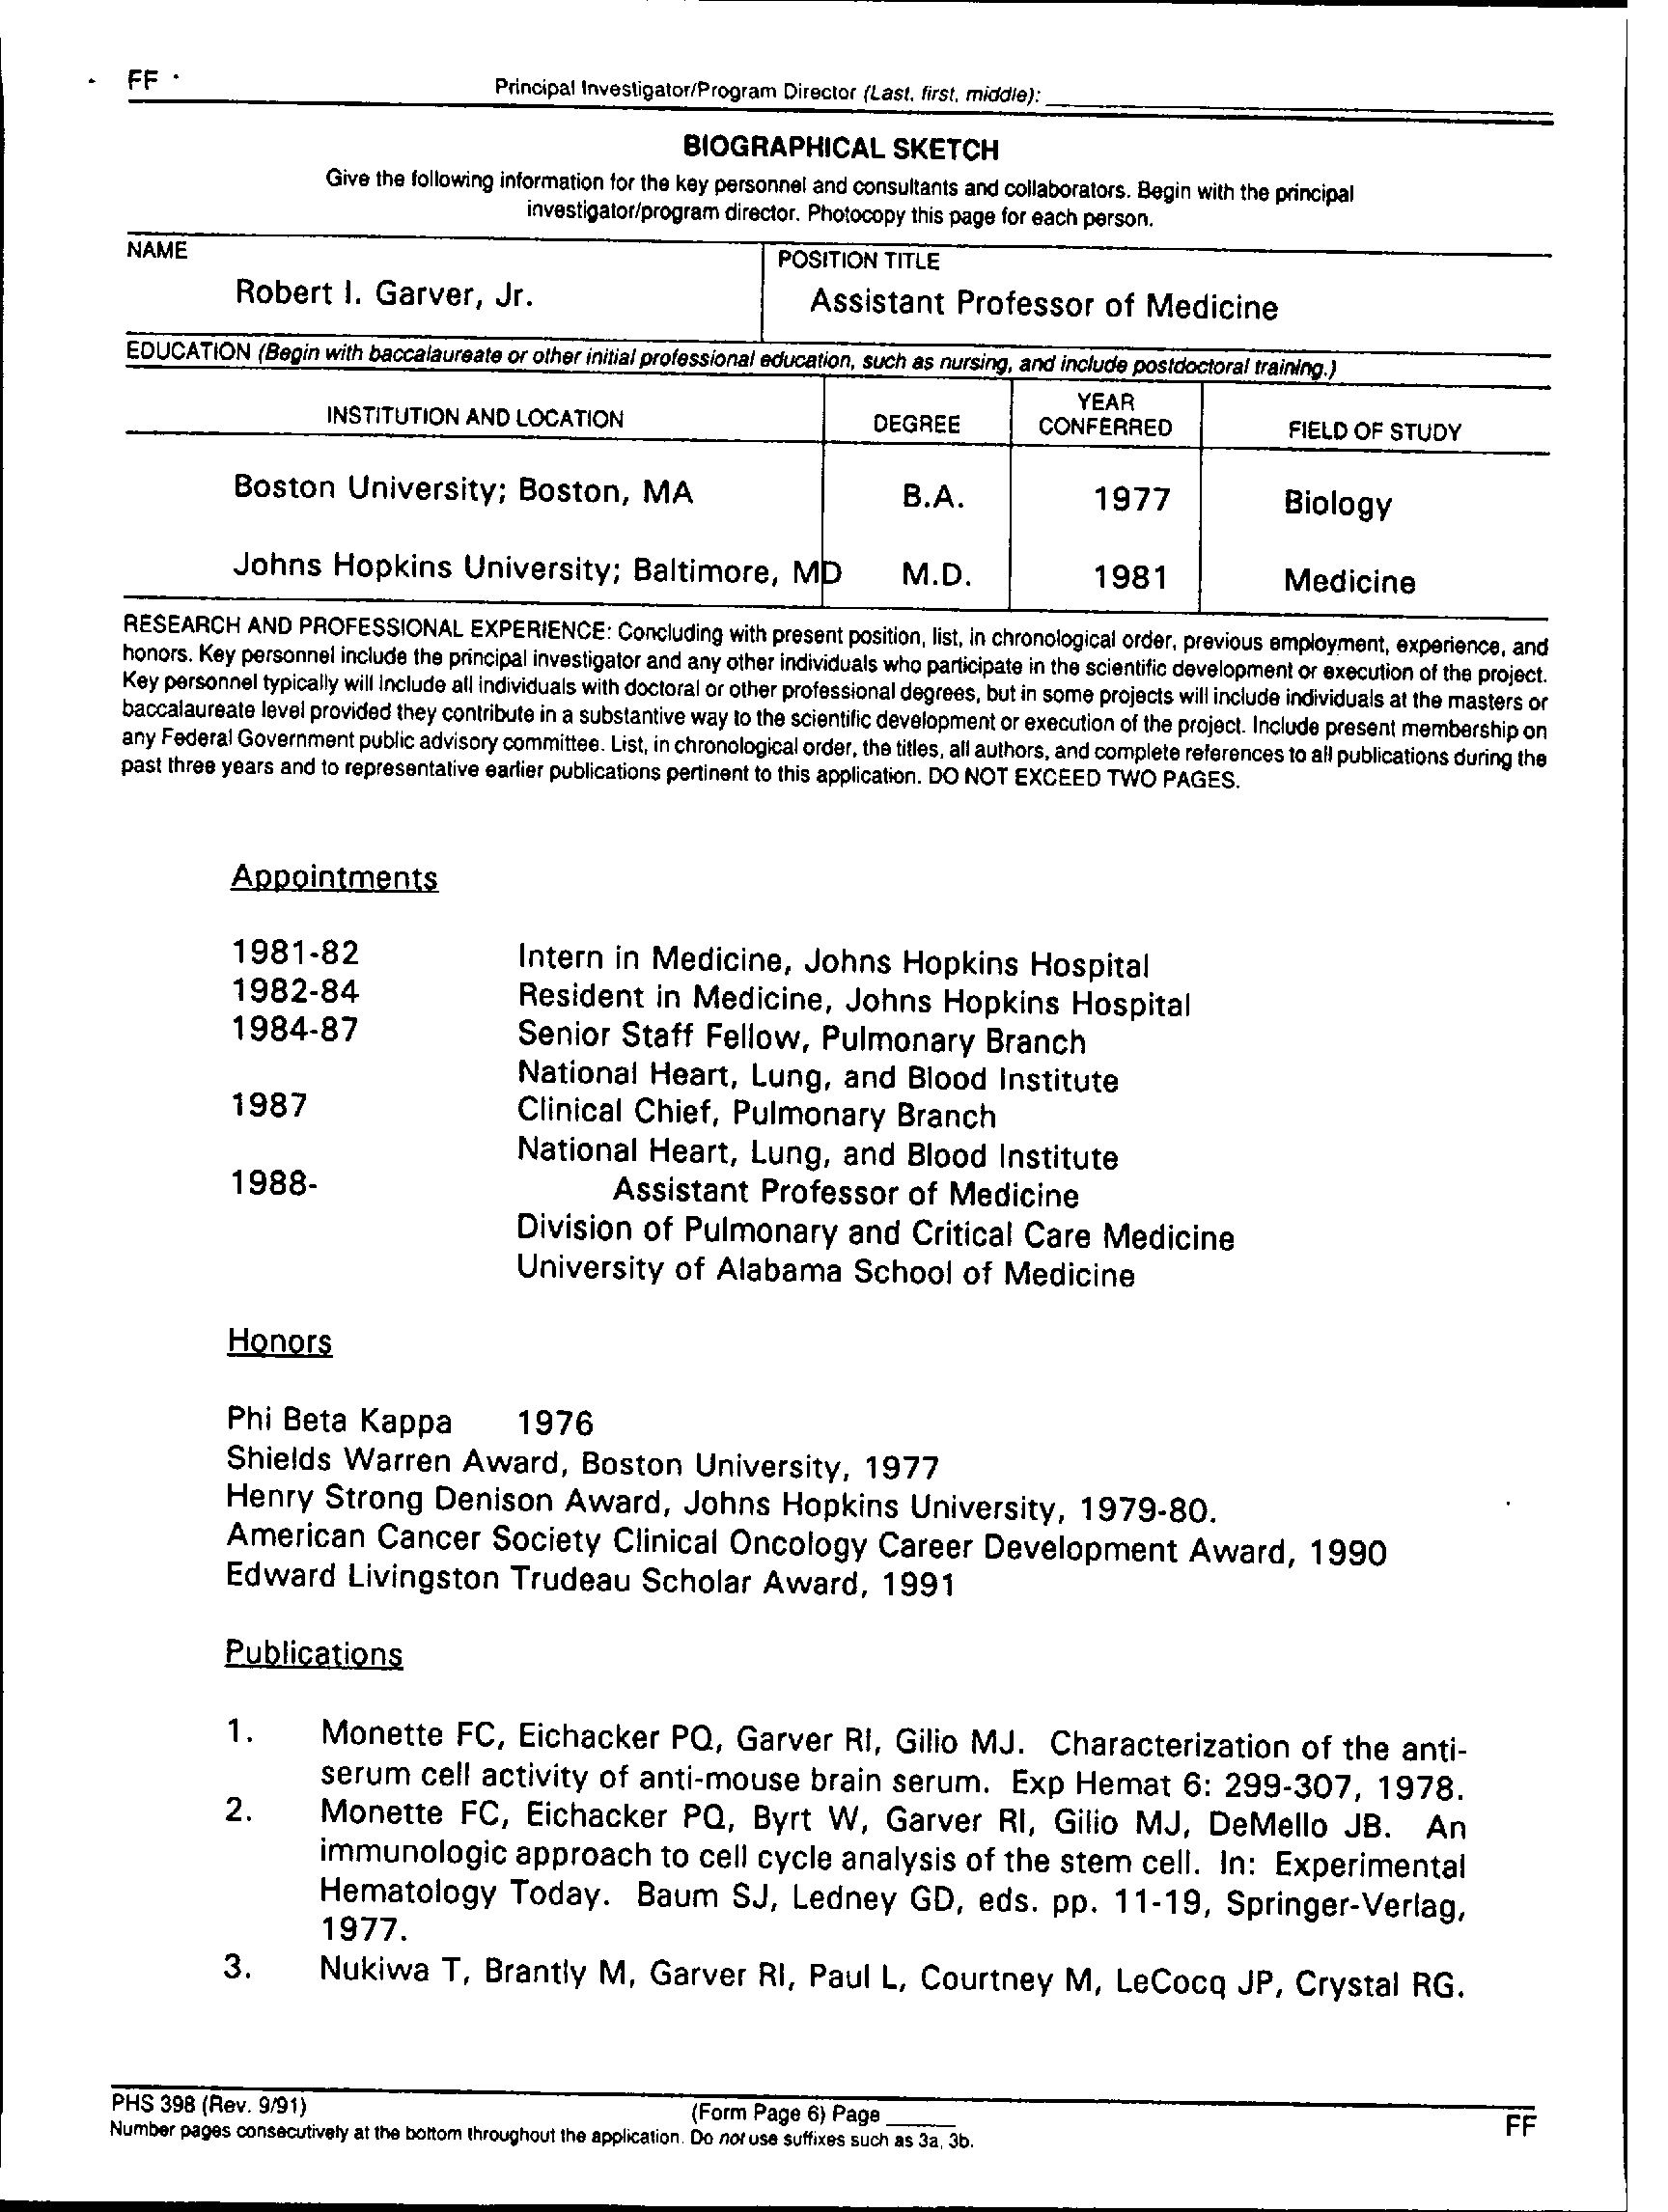 FF
Principal Investigator/Program Director (Last, first, middle):
BIOGRAPHICAL SKETCH
Give the following information for the key personnel and consultants and collaborators. Begin with the principal
investigator/program director. Photocopy this page for each person.
NAME
POSITION TITLE
Robert I. Garver, Jr.
Assistant Professor of Medicine
EDUCATION (Begin with baccalaureate or other initial professional education, such as nursing, and include postdoctoral training.)
INSTITUTION AND LOCATION DEGREE YEAR CONFERRED FIELD OF STUDY
Boston University; Boston, MA B.A. 1977 Biology
Johns Hopkins University; Baltimore, MD M.D. 1981 Medicine
RESEARCH AND PROFESSIONAL EXPERIENCE: Concluding with present position, list, in chronological order, previous employment, experience, and
honors. Key personnel include the principal investigator and any other individuals who participate in the scientific development or execution of the project.
Key personnel typically will include all individuals with doctoral or other professional degrees, but in some projects will include individuals at the masters or
baccalaureate level provided they contribute in a substantive way to the scientific development or execution of the project. Include present membership on
any Federal Government public advisory committee. List, in chronological order, the titles, all authors, and complete references to all publications during the
past three years and to representative earlier publications pertinent to this application. DO NOT EXCEED TWO PAGES.
Appointments
1981-82 Intern in Medicine, Johns Hopkins Hospital
1982-84 Resident in Medicine, Johns Hopkins Hospital
1984-87 Senior Staff Fellow, Pulmonary Branch
National Heart, Lung, and Blood Institute
1987 Clinical Chief, Pulmonary Branch
National Heart, Lung, and Blood Institute
1988- Assistant Professor of Medicine
Division of Pulmonary and Critical Care Medicine
University of Alabama School of Medicine
Honors
Phi Beta Kappa 1976
Shields Warren Award, Boston University, 1977
Henry Strong Denison Award, Johns Hopkins University, 1979-80.
American Cancer Society Clinical Oncology Career Development Award, 1990
Edward Livingston Trudeau Scholar Award, 1991
Publications
1. Monette FC, Eichacker PQ, Garver RI, Gilio MJ. Characterization of the anti-
serum cell activity of anti-mouse brain serum. Exp Hemat 6: 299-307, 1978.
2. Monette FC, Eichacker PQ, Byrt W, Garver RI, Gilio MJ, DeMello JB. An
immunologic approach to cell cycle analysis of the stem cell. In: Experimental
Hematology Today. Baum SJ, Ledney GD, eds. pp. 11-19, Springer-Verlag,
1977.
3. Nukiwa T, Brantly M, Garver RI, Paul L, Courtney M, LeCocq JP, Crystal RG.
PHS 398 (Rev. 9/91) (Form Page 6) Page
Number pages consecutively at the bottom throughout the application. Do not use suffixes such as 3a, 3b.
FF